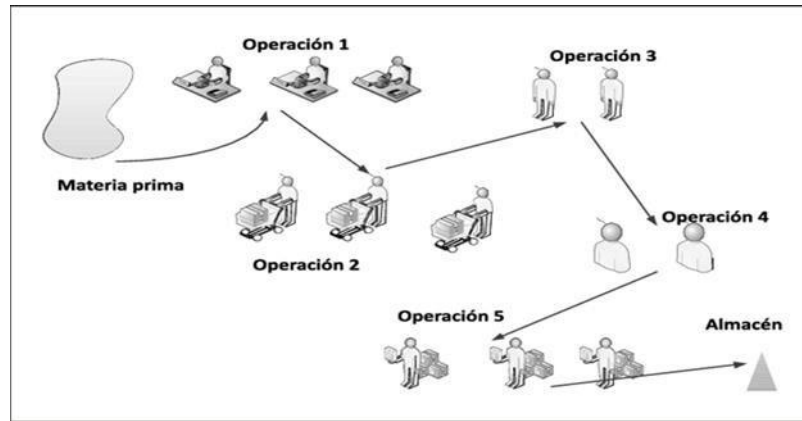 Operación 1
Operación 3
Materia prima
Operación 4
Operación 2
Operación 5
Almacén